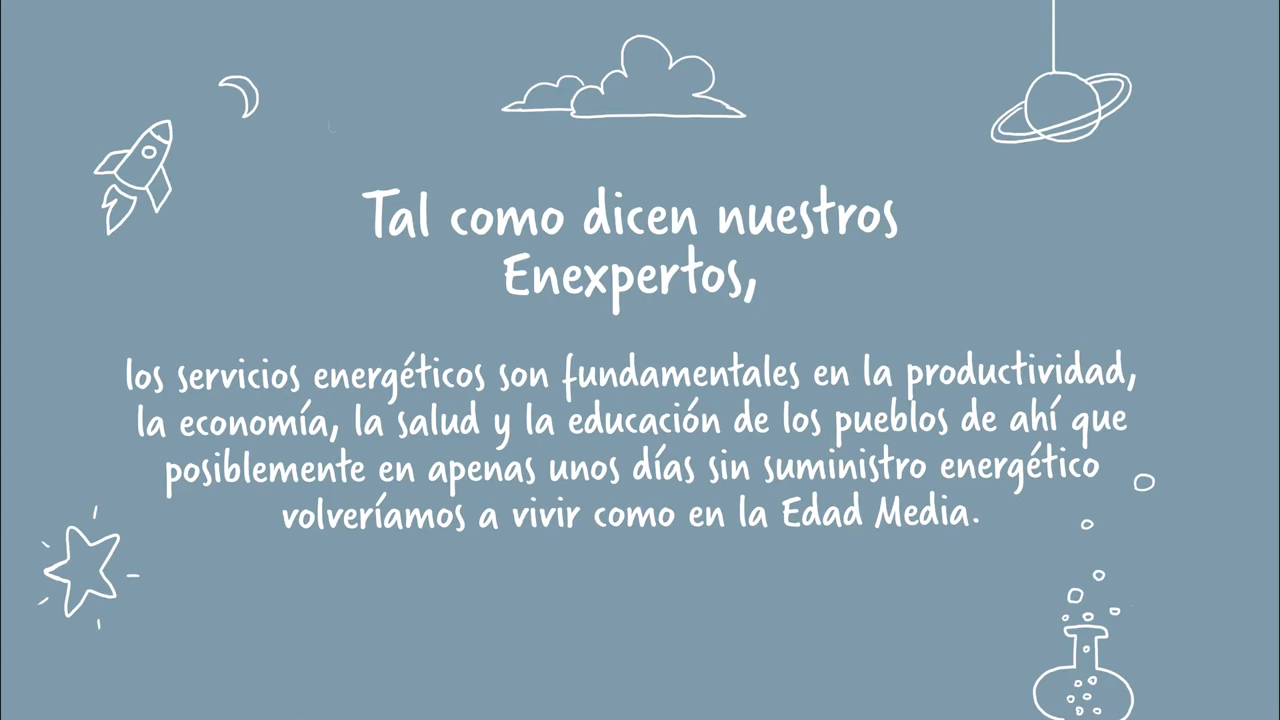 Tal como dicen nuestros
Enexpertos,
los servicios energéticos son fundamentales en la productividad,
la economía, la salud y la educación de los pueblos de ahí que
posiblemente en apenas unos días sin suministro energético
volveríamos a vivir como en la Edad Media.